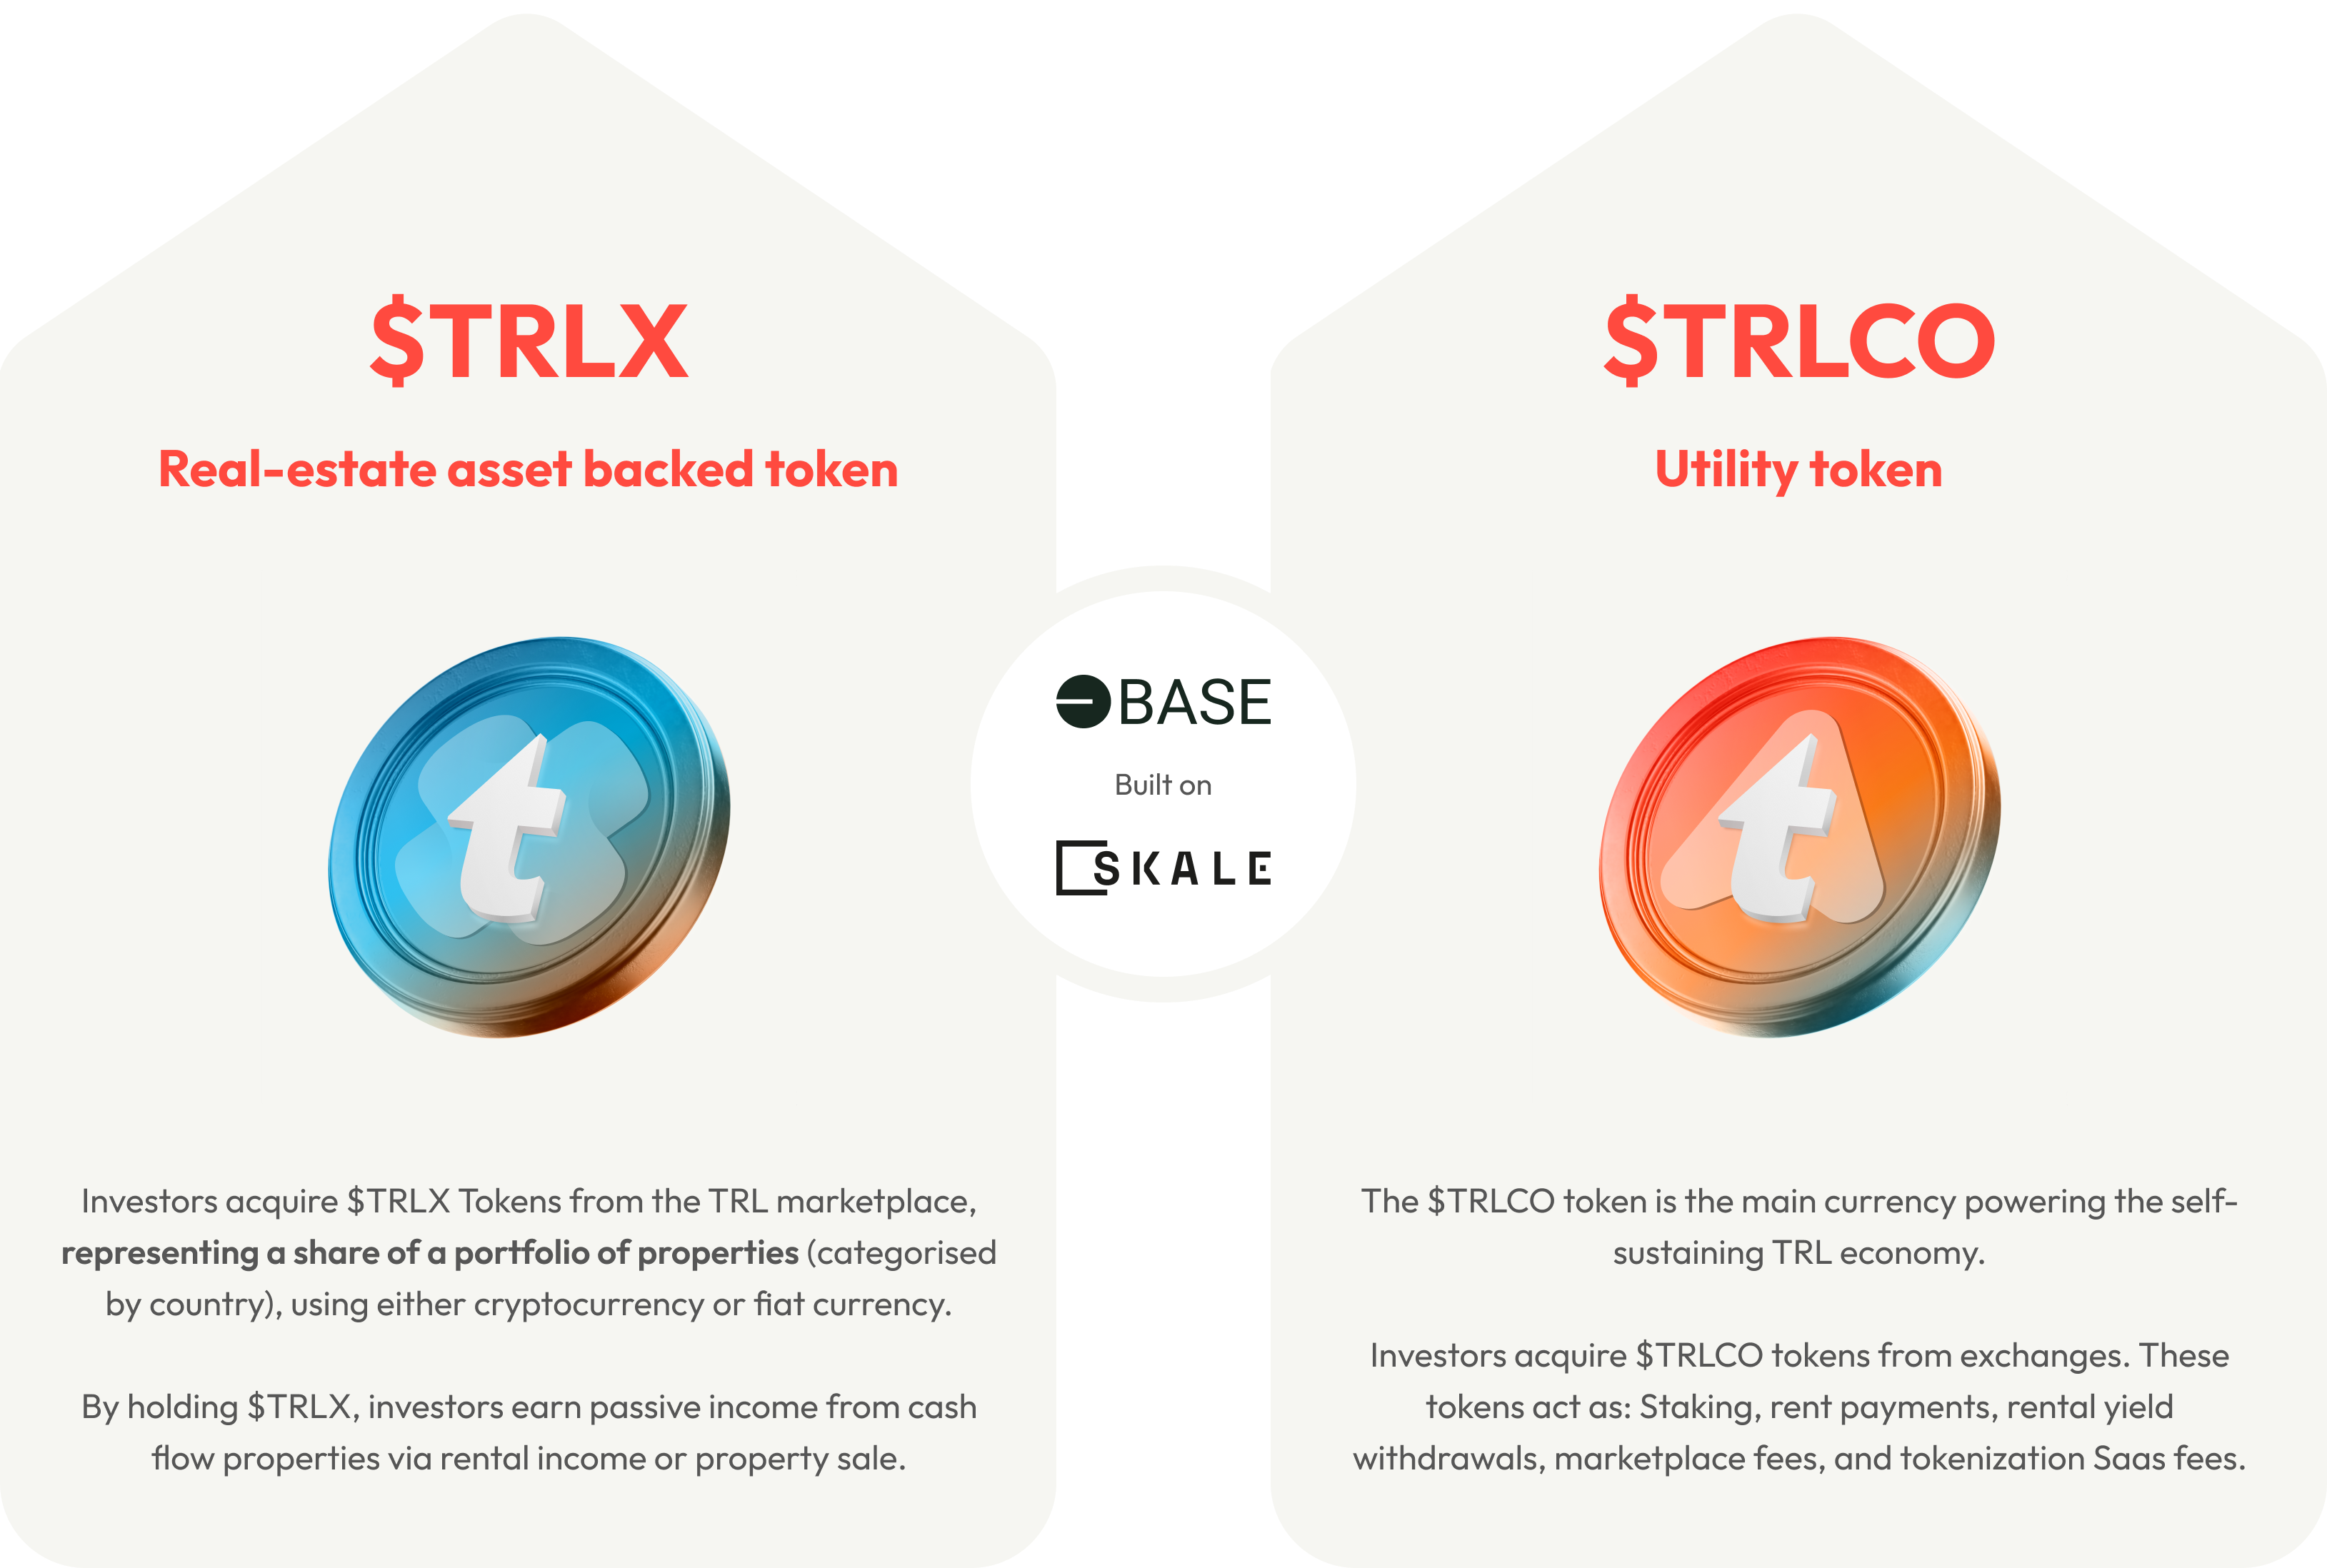 $TRLX
Real-estate asset backed token
t
Investors acquire $TRLX Tokens from the TRL marketplace,
representing a share of a portfolio of properties (categorised
by country), using either cryptocurrency or fiat currency.
By holding $TRLX, investors earn passive income from cash
flow properties via rental income or property sale.
BASE
Built on
SKALE
$TRLCO
Utility token
t
The $TRLCO token is the main currency powering the self-
sustaining TRL economy.
Investors acquire $TRLCO tokens from exchanges. These
tokens act as: Staking, rent payments, rental yield
withdrawals, marketplace fees, and tokenization Saas fees.